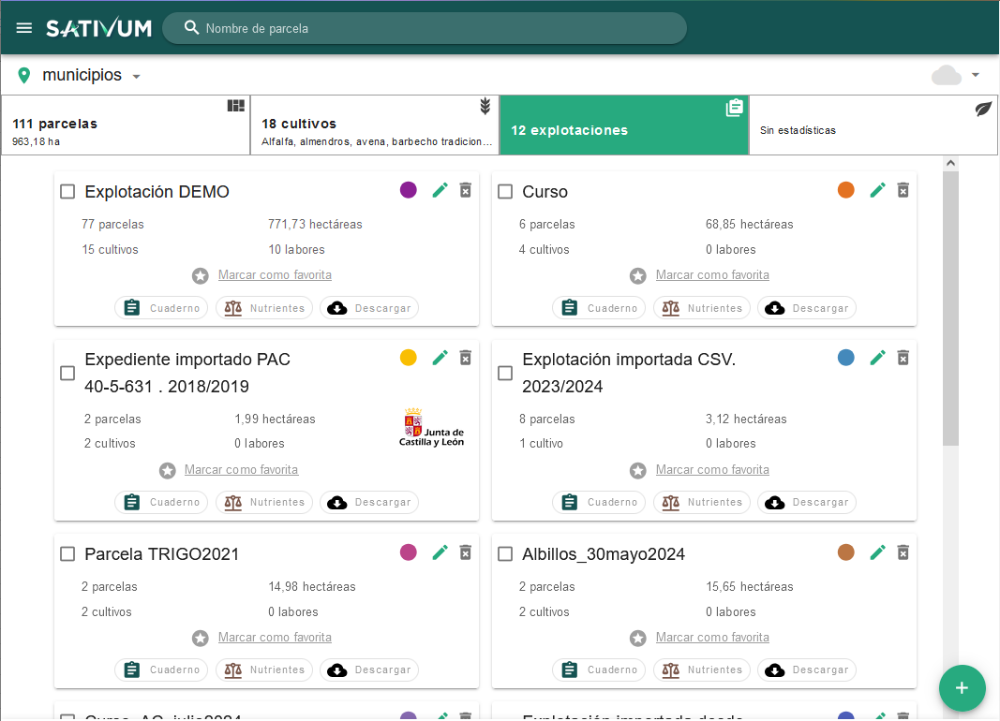 SATIVUM
Nombre de parcela
municipios
111 parcelas
963,18 ha
18 cultivos
Alfalfa, almendros, avena, barbecho tradicion...
12 explotaciones
Sin estadísticas
Explotación DEMO
77 parcelas
771,73 hectáreas
15 cultivos
10 labores
Marcar como favorita
Cuaderno
Nutrientes
Descargar
Curso
6 parcelas
68,85 hectáreas
4 cultivos
0 labores
Marcar como favorita
Cuaderno
Nutrientes
Descargar
Expediente importado PAC
40-5-631 . 2018/2019
2 parcelas
1,99 hectáreas
2 cultivos
0 labores
Junta de
Castilla y León
Marcar como favorita
Cuaderno
Nutrientes
Descargar
Explotación importada CSV.
2023/2024
8 parcelas
3,12 hectáreas
1 cultivo
0 labores
Marcar como favorita
Cuaderno
Nutrientes
Descargar
Parcela TRIGO2021
2 parcelas
14,98 hectáreas
2 cultivos
0 labores
Marcar como favorita
Cuaderno
Nutrientes
Descargar
Albillos_30mayo2024
2 parcelas
15,65 hectáreas
2 cultivos
0 labores
Marcar como favorita
Cuaderno
Nutrientes
Descargar
Curso_AC_julio2024
Explotación importada desde